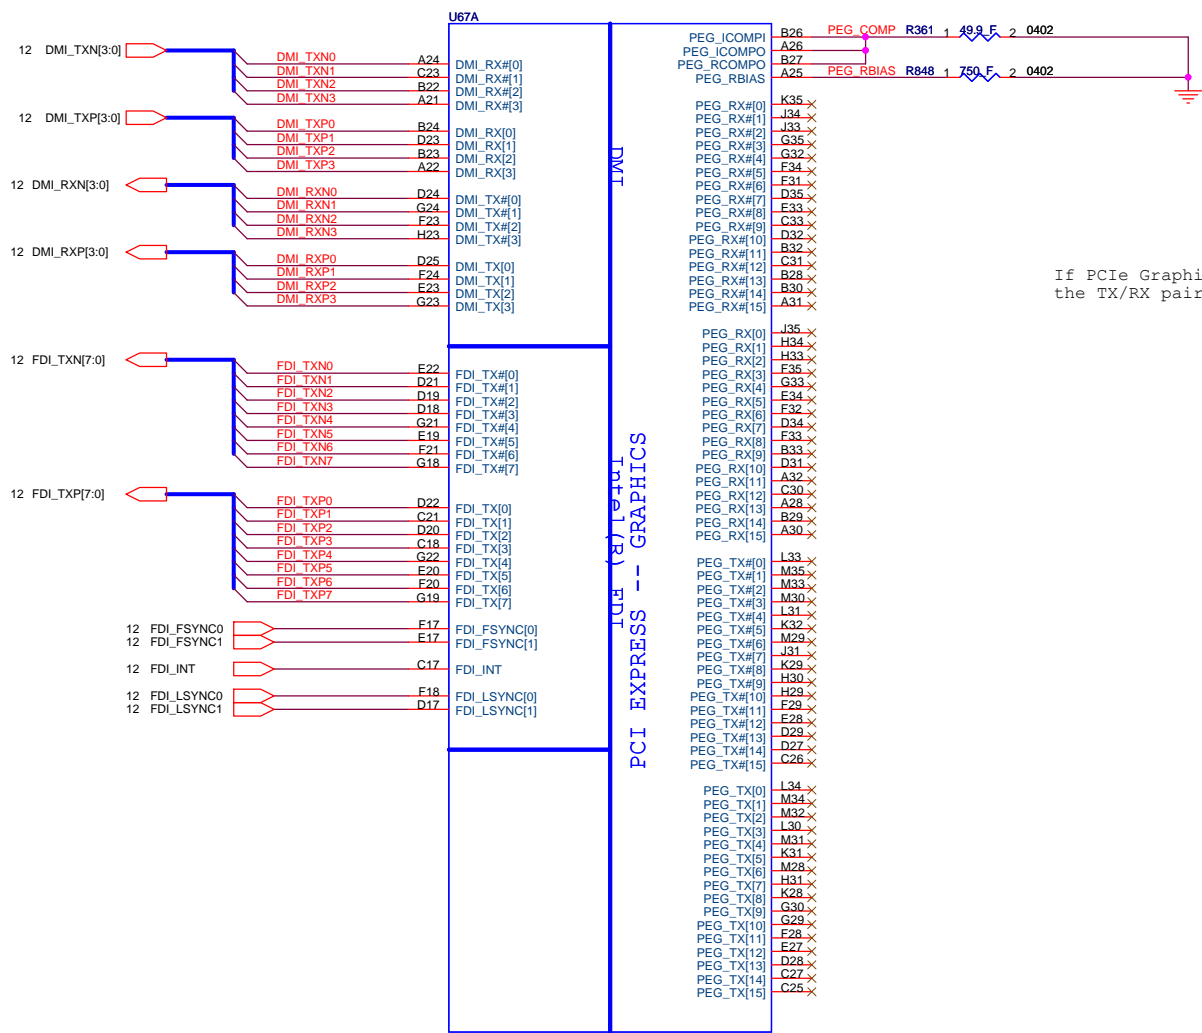 U67A
12 DMI_TXN[3:0]
DMI_TXN0 A24 DMI_RX#[0]
DMI_TXN1 C23 DMI_RX#[1]
DMI_TXN2 B22 DMI_RX#[2]
DMI_TXN3 A21 DMI_RX#[3]
12 DMI_TXP[3:0]
DMI_TXP0 B24 DMI_RX[0]
DMI_TXP1 D23 DMI_RX[1]
DMI_TXP2 B23 DMI_RX[2]
DMI_TXP3 A22 DMI_RX[3]
12 DMI_RXN[3:0]
DMI_RXN0 D24 DMI_TX#[0]
DMI_RXN1 G24 DMI_TX#[1]
DMI_RXN2 F23 DMI_TX#[2]
DMI_RXN3 H23 DMI_TX#[3]
12 DMI_RXP[3:0]
DMI_RXP0 D25 DMI_TX[0]
DMI_RXP1 F24 DMI_TX[1]
DMI_RXP2 E23 DMI_TX[2]
DMI_RXP3 G23 DMI_TX[3]
12 FDI_TXN[7:0]
FDI_TXN0 E22 FDI_TX#[0]
FDI_TXN1 D21 FDI_TX#[1]
FDI_TXN2 D19 FDI_TX#[2]
FDI_TXN3 D18 FDI_TX#[3]
FDI_TXN4 G21 FDI_TX#[4]
FDI_TXN5 E19 FDI_TX#[5]
FDI_TXN6 F21 FDI_TX#[6]
FDI_TXN7 G18 FDI_TX#[7]
12 FDI_TXP[7:0]
FDI_TXP0 D22 FDI_TX[0]
FDI_TXP1 C21 FDI_TX[1]
FDI_TXP2 D20 FDI_TX[2]
FDI_TXP3 C18 FDI_TX[3]
FDI_TXP4 G22 FDI_TX[4]
FDI_TXP5 E20 FDI_TX[5]
FDI_TXP6 F20 FDI_TX[6]
FDI_TXP7 G19 FDI_TX[7]
12 FDI_FSYNC0 F17 FDI_FSYNC[0]
12 FDI_FSYNC1 E17 FDI_FSYNC[1]
12 FDI_INT C17 FDI_INT
12 FDI_LSYNC0 F18 FDI_LSYNC[0]
12 FDI_LSYNC1 D17 FDI_LSYNC[1]
DMI
Intel(R) FDI
PCI EXPRESS -- GRAPHICS
PEG_ICOMPI B26 PEG_COMP R361 1 49.9_F 2 0402
PEG_ICOMPO A26
PEG_RCOMPO B27
PEG_RBIAS A25 PEG_RBIAS R848 1 750_F 2 0402
PEG_RX#[0] K35
PEG_RX#[1] J34
PEG_RX#[2] J33
PEG_RX#[3] G35
PEG_RX#[4] G32
PEG_RX#[5] F34
PEG_RX#[6] F31
PEG_RX#[7] D35
PEG_RX#[8] E33
PEG_RX#[9] C33
PEG_RX#[10] D32
PEG_RX#[11] B32
PEG_RX#[12] C31
PEG_RX#[13] B28
PEG_RX#[14] B30
PEG_RX#[15] A31
If PCIe Graphi
the TX/RX pair
PEG_RX[0] J35
PEG_RX[1] H34
PEG_RX[2] H33
PEG_RX[3] F35
PEG_RX[4] G33
PEG_RX[5] E34
PEG_RX[6] F32
PEG_RX[7] D34
PEG_RX[8] F33
PEG_RX[9] B33
PEG_RX[10] D31
PEG_RX[11] A32
PEG_RX[12] C30
PEG_RX[13] A28
PEG_RX[14] B29
PEG_RX[15] A30
PEG_TX#[0] L33
PEG_TX#[1] M35
PEG_TX#[2] M33
PEG_TX#[3] M30
PEG_TX#[4] L31
PEG_TX#[5] K32
PEG_TX#[6] M29
PEG_TX#[7] J31
PEG_TX#[8] K29
PEG_TX#[9] H30
PEG_TX#[10] H29
PEG_TX#[11] F29
PEG_TX#[12] E28
PEG_TX#[13] D29
PEG_TX#[14] D27
PEG_TX#[15] C26
PEG_TX[0] L34
PEG_TX[1] M34
PEG_TX[2] M32
PEG_TX[3] L30
PEG_TX[4] M31
PEG_TX[5] K31
PEG_TX[6] M28
PEG_TX[7] H31
PEG_TX[8] K28
PEG_TX[9] G30
PEG_TX[10] G29
PEG_TX[11] F28
PEG_TX[12] E27
PEG_TX[13] D28
PEG_TX[14] C27
PEG_TX[15] C25